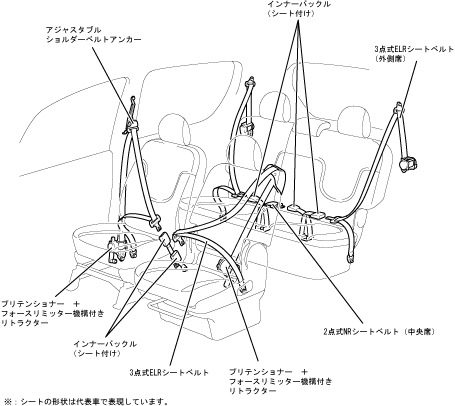 インナーバックル
(シート付け)
アジャスタブル
ショルダーベルトアンカー
3点式ELRシートベルト
(外側席)
プリテンショナー ＋
フォースリミッター機構付き
リトラクター
インナーバックル
(シート付け)
3点式ELRシートベルト
2点式NRシートベルト（中央席）
プリテンショナー ＋
フォースリミッター機構付き
リトラクター
※：シートの形状は代表車で表現しています。